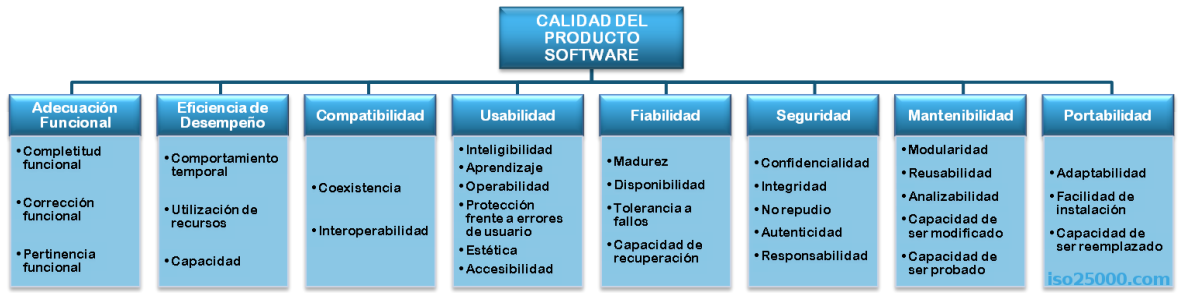 CALIDAD DEL
PRODUCTO
SOFTWARE
Adecuación
Funcional
• Completitud
funcional
• Corrección
funcional
• Pertinencia
funcional
Eficiencia de
Desempeño
• Comportamiento
temporal
• Utilización de
recursos
• Capacidad
Compatibilidad
• Coexistencia
• Interoperabilidad
Usabilidad
• Inteligibilidad
• Aprendizaje
• Operabilidad
• Protección
frente a errores
de usuario
• Estética
• Accesibilidad
Fiabilidad
• Madurez
• Disponibilidad
• Tolerancia a
fallos
• Capacidad de
recuperación
Seguridad
• Confidencialidad
• Integridad
• No repudio
• Autenticidad
• Responsabilidad
Mantenibilidad
• Modularidad
• Reusabilidad
• Analizabilidad
• Capacidad de
ser modificado
• Capacidad de
ser probado
Portabilidad
• Adaptabilidad
• Facilidad de
instalación
• Capacidad de
ser reemplazado
iso25000.com